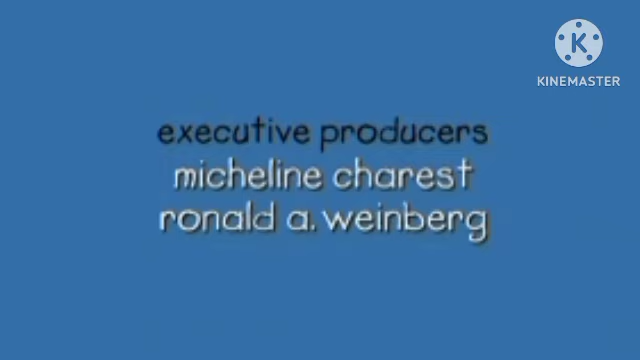 K
KINEMASTER
executive producers
micheline charest
ronald a. weinberg